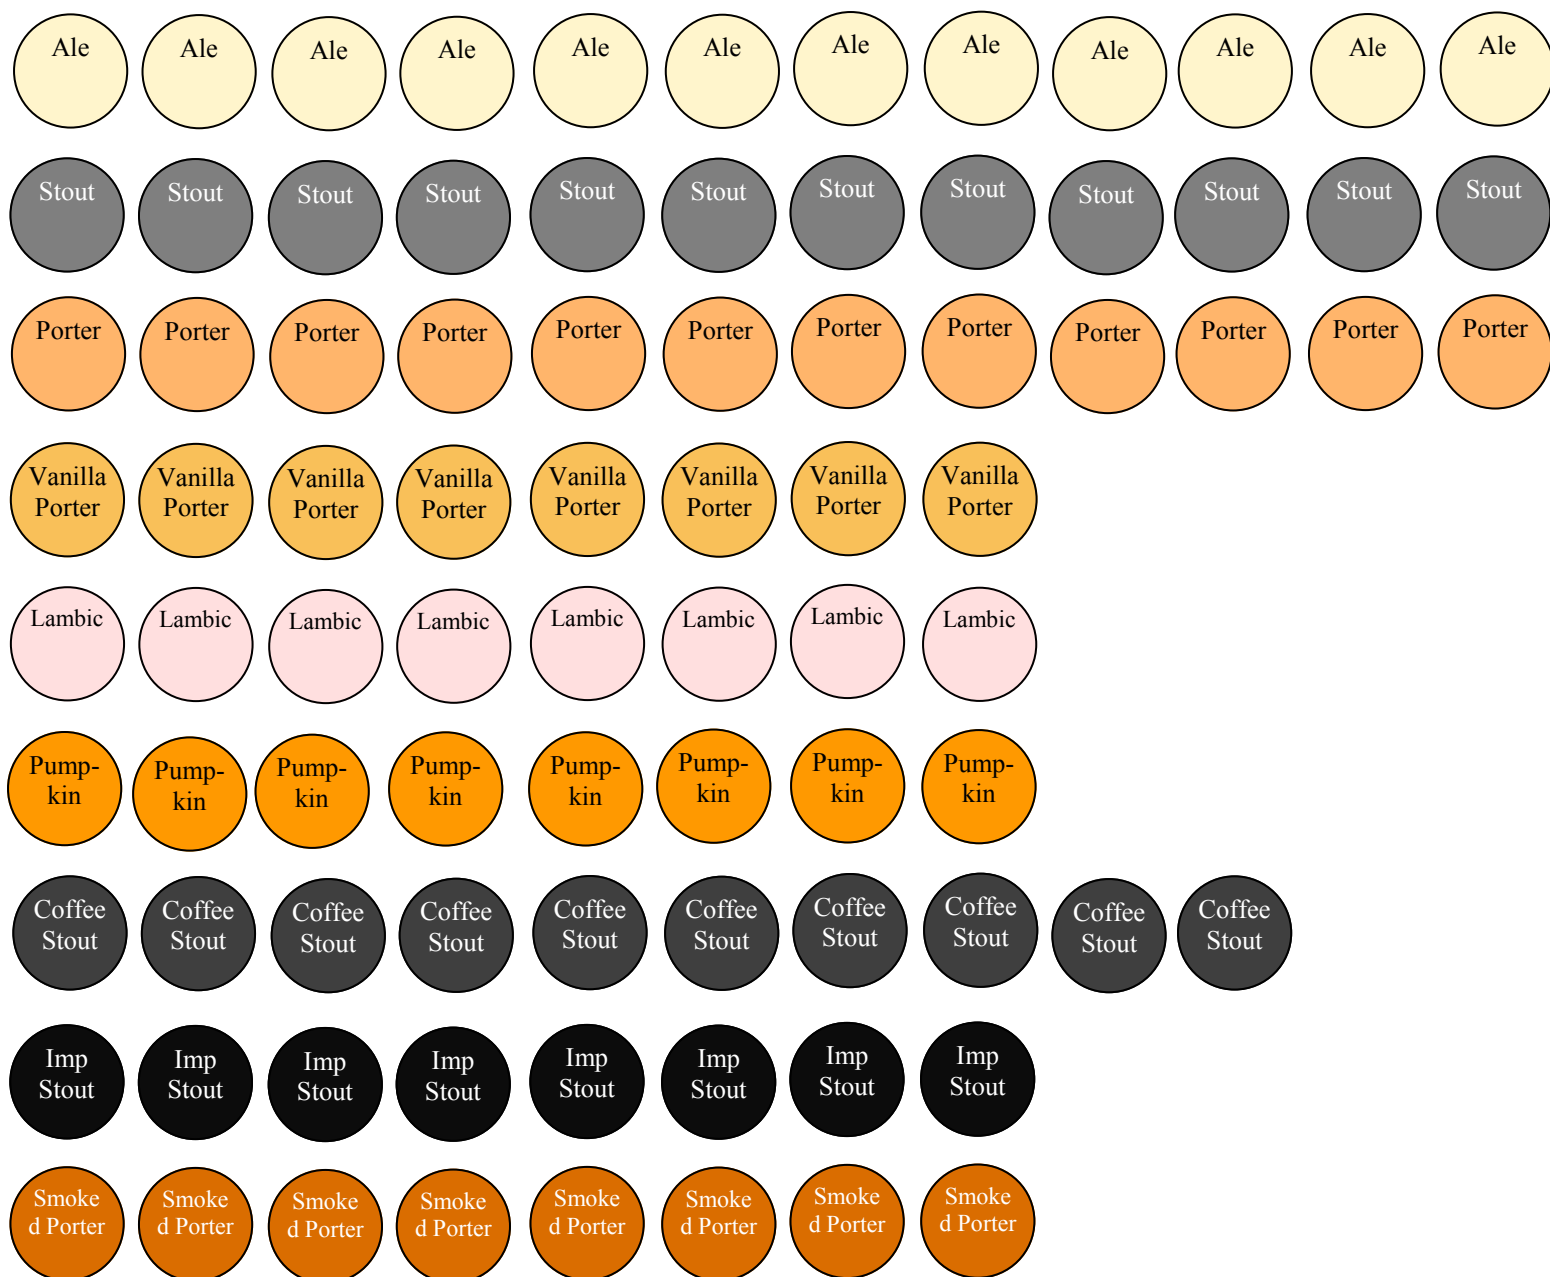 Ale Ale Ale Ale Ale Ale Ale Ale Ale Ale Ale Ale
Stout Stout Stout Stout Stout Stout Stout Stout Stout Stout Stout Stout
Porter Porter Porter Porter Porter Porter Porter Porter Porter Porter Porter Porter
Vanilla Vanilla Vanilla Vanilla Vanilla Vanilla Vanilla Vanilla
Porter Porter Porter Porter Porter Porter Porter Porter
Lambic Lambic Lambic Lambic Lambic Lambic Lambic Lambic
Pump- Pump- Pump- Pump- Pump- Pump- Pump- Pump-
kin kin kin kin kin kin kin kin
Coffee Coffee Coffee Coffee Coffee Coffee Coffee Coffee Coffee Coffee
Stout Stout Stout Stout Stout Stout Stout Stout Stout Stout
Imp Imp Imp Imp Imp Imp Imp Imp
Stout Stout Stout Stout Stout Stout Stout Stout
Smoke Smoke Smoke Smoke Smoke Smoke Smoke Smoke
d Porter d Porter d Porter d Porter d Porter d Porter d Porter d Porter